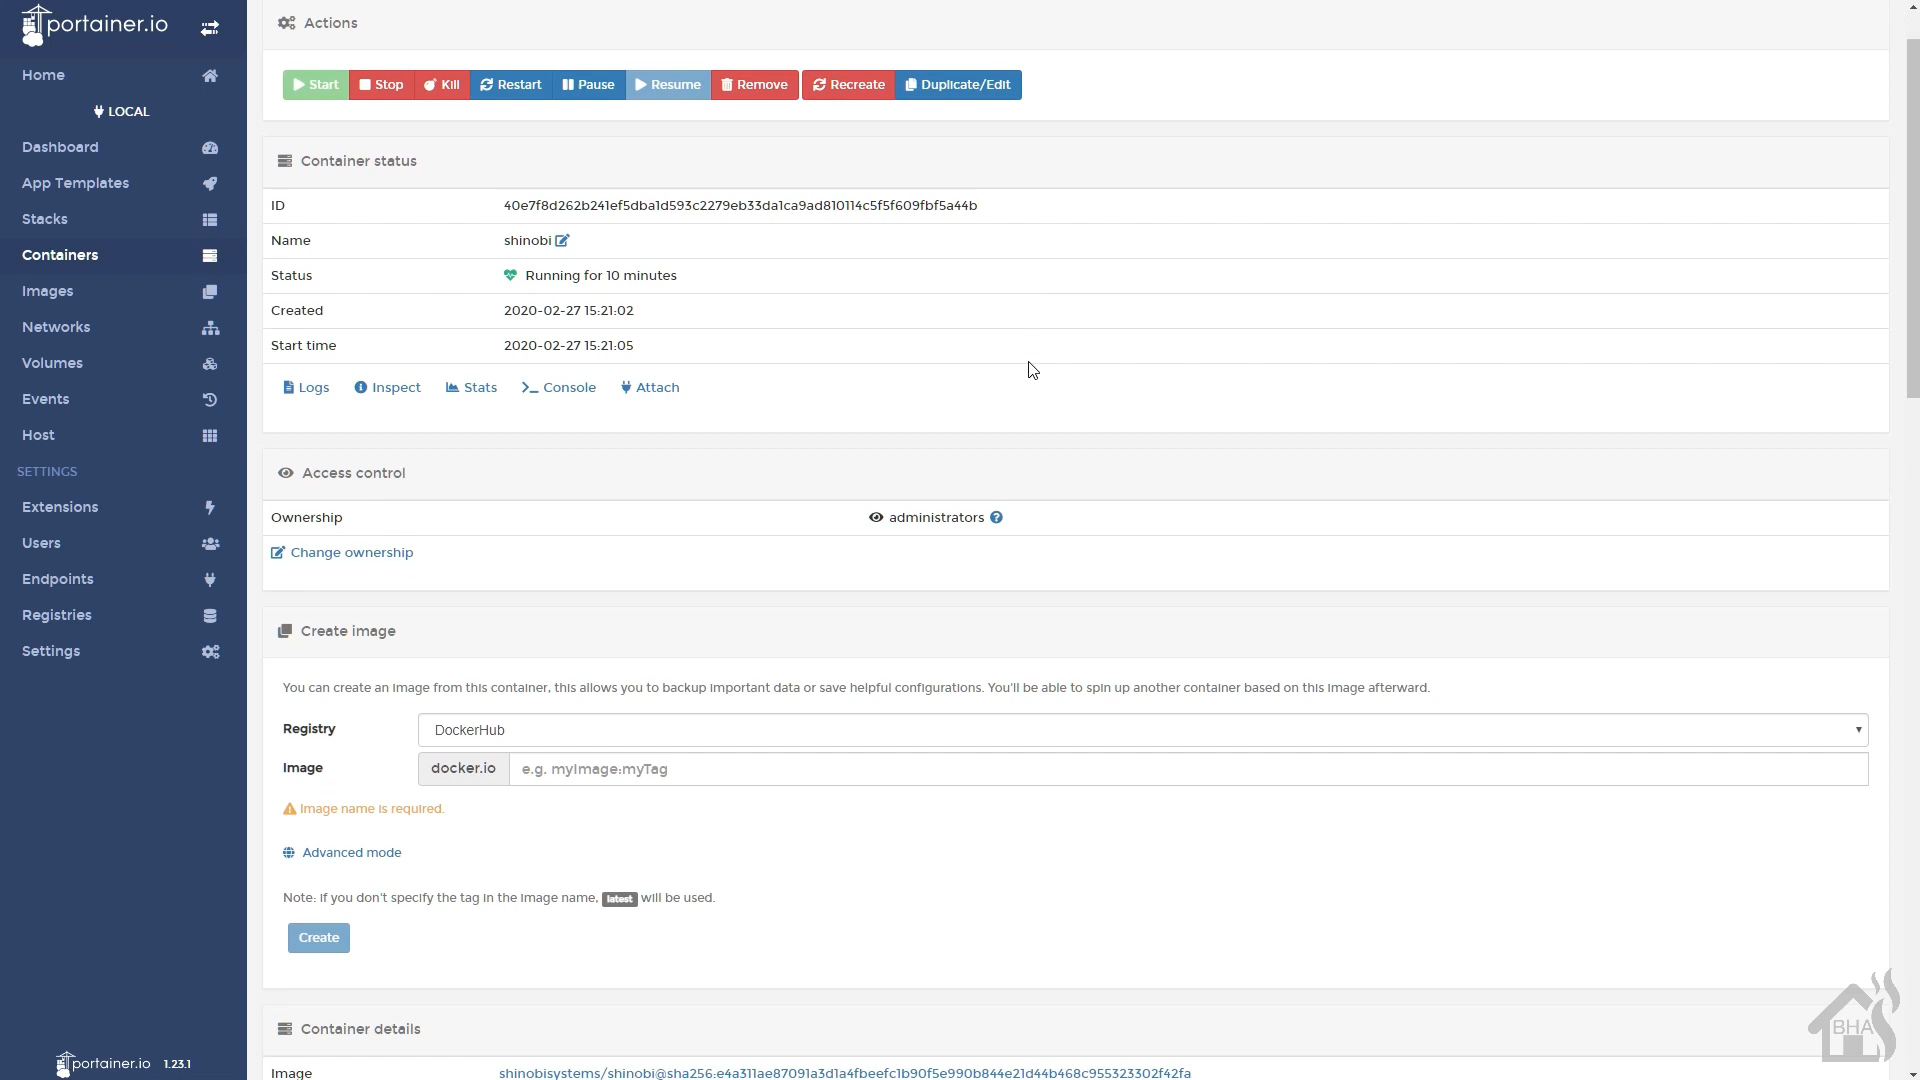 portainer.io
Home
LOCAL
Dashboard
App Templates
Stacks
Containers
Images
Networks
Volumes
Events
Host
SETTINGS
Extensions
Users
Endpoints
Registries
Settings
portainer.io 1.23.1
Actions
Start Stop Kill Restart Pause Resume Remove Recreate Duplicate/Edit
Container status
ID 40e7f8d262b241ef5dba1d593c2279eb33da1ca9ad810114c5f5f609fbf5a44b
Name shinobi
Status Running for 10 minutes
Created 2020-02-27 15:21:02
Start time 2020-02-27 15:21:05
Logs Inspect Stats Console Attach
Access control
Ownership administrators
Change ownership
Create image
You can create an image from this container, this allows you to backup important data or save helpful configurations. You'll be able to spin up another container based on this image afterward.
Registry DockerHub
Image docker.io e.g. myImage:myTag
Image name is required.
Advanced mode
Note: if you don't specify the tag in the image name, latest will be used.
Create
Container details
Image shinobisystems/shinobi@sha256:e4a311ae87091a3d1a4fbeefc1b90f5e990b844e21d44b468c955323302f42fa
BHA